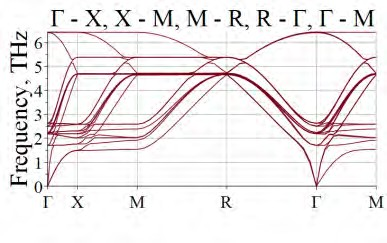 Γ - X, X - M, M - R, R - Γ, Γ - M
Frequency, THz
6
5
4
3
2
1
0
Γ X M R Γ M